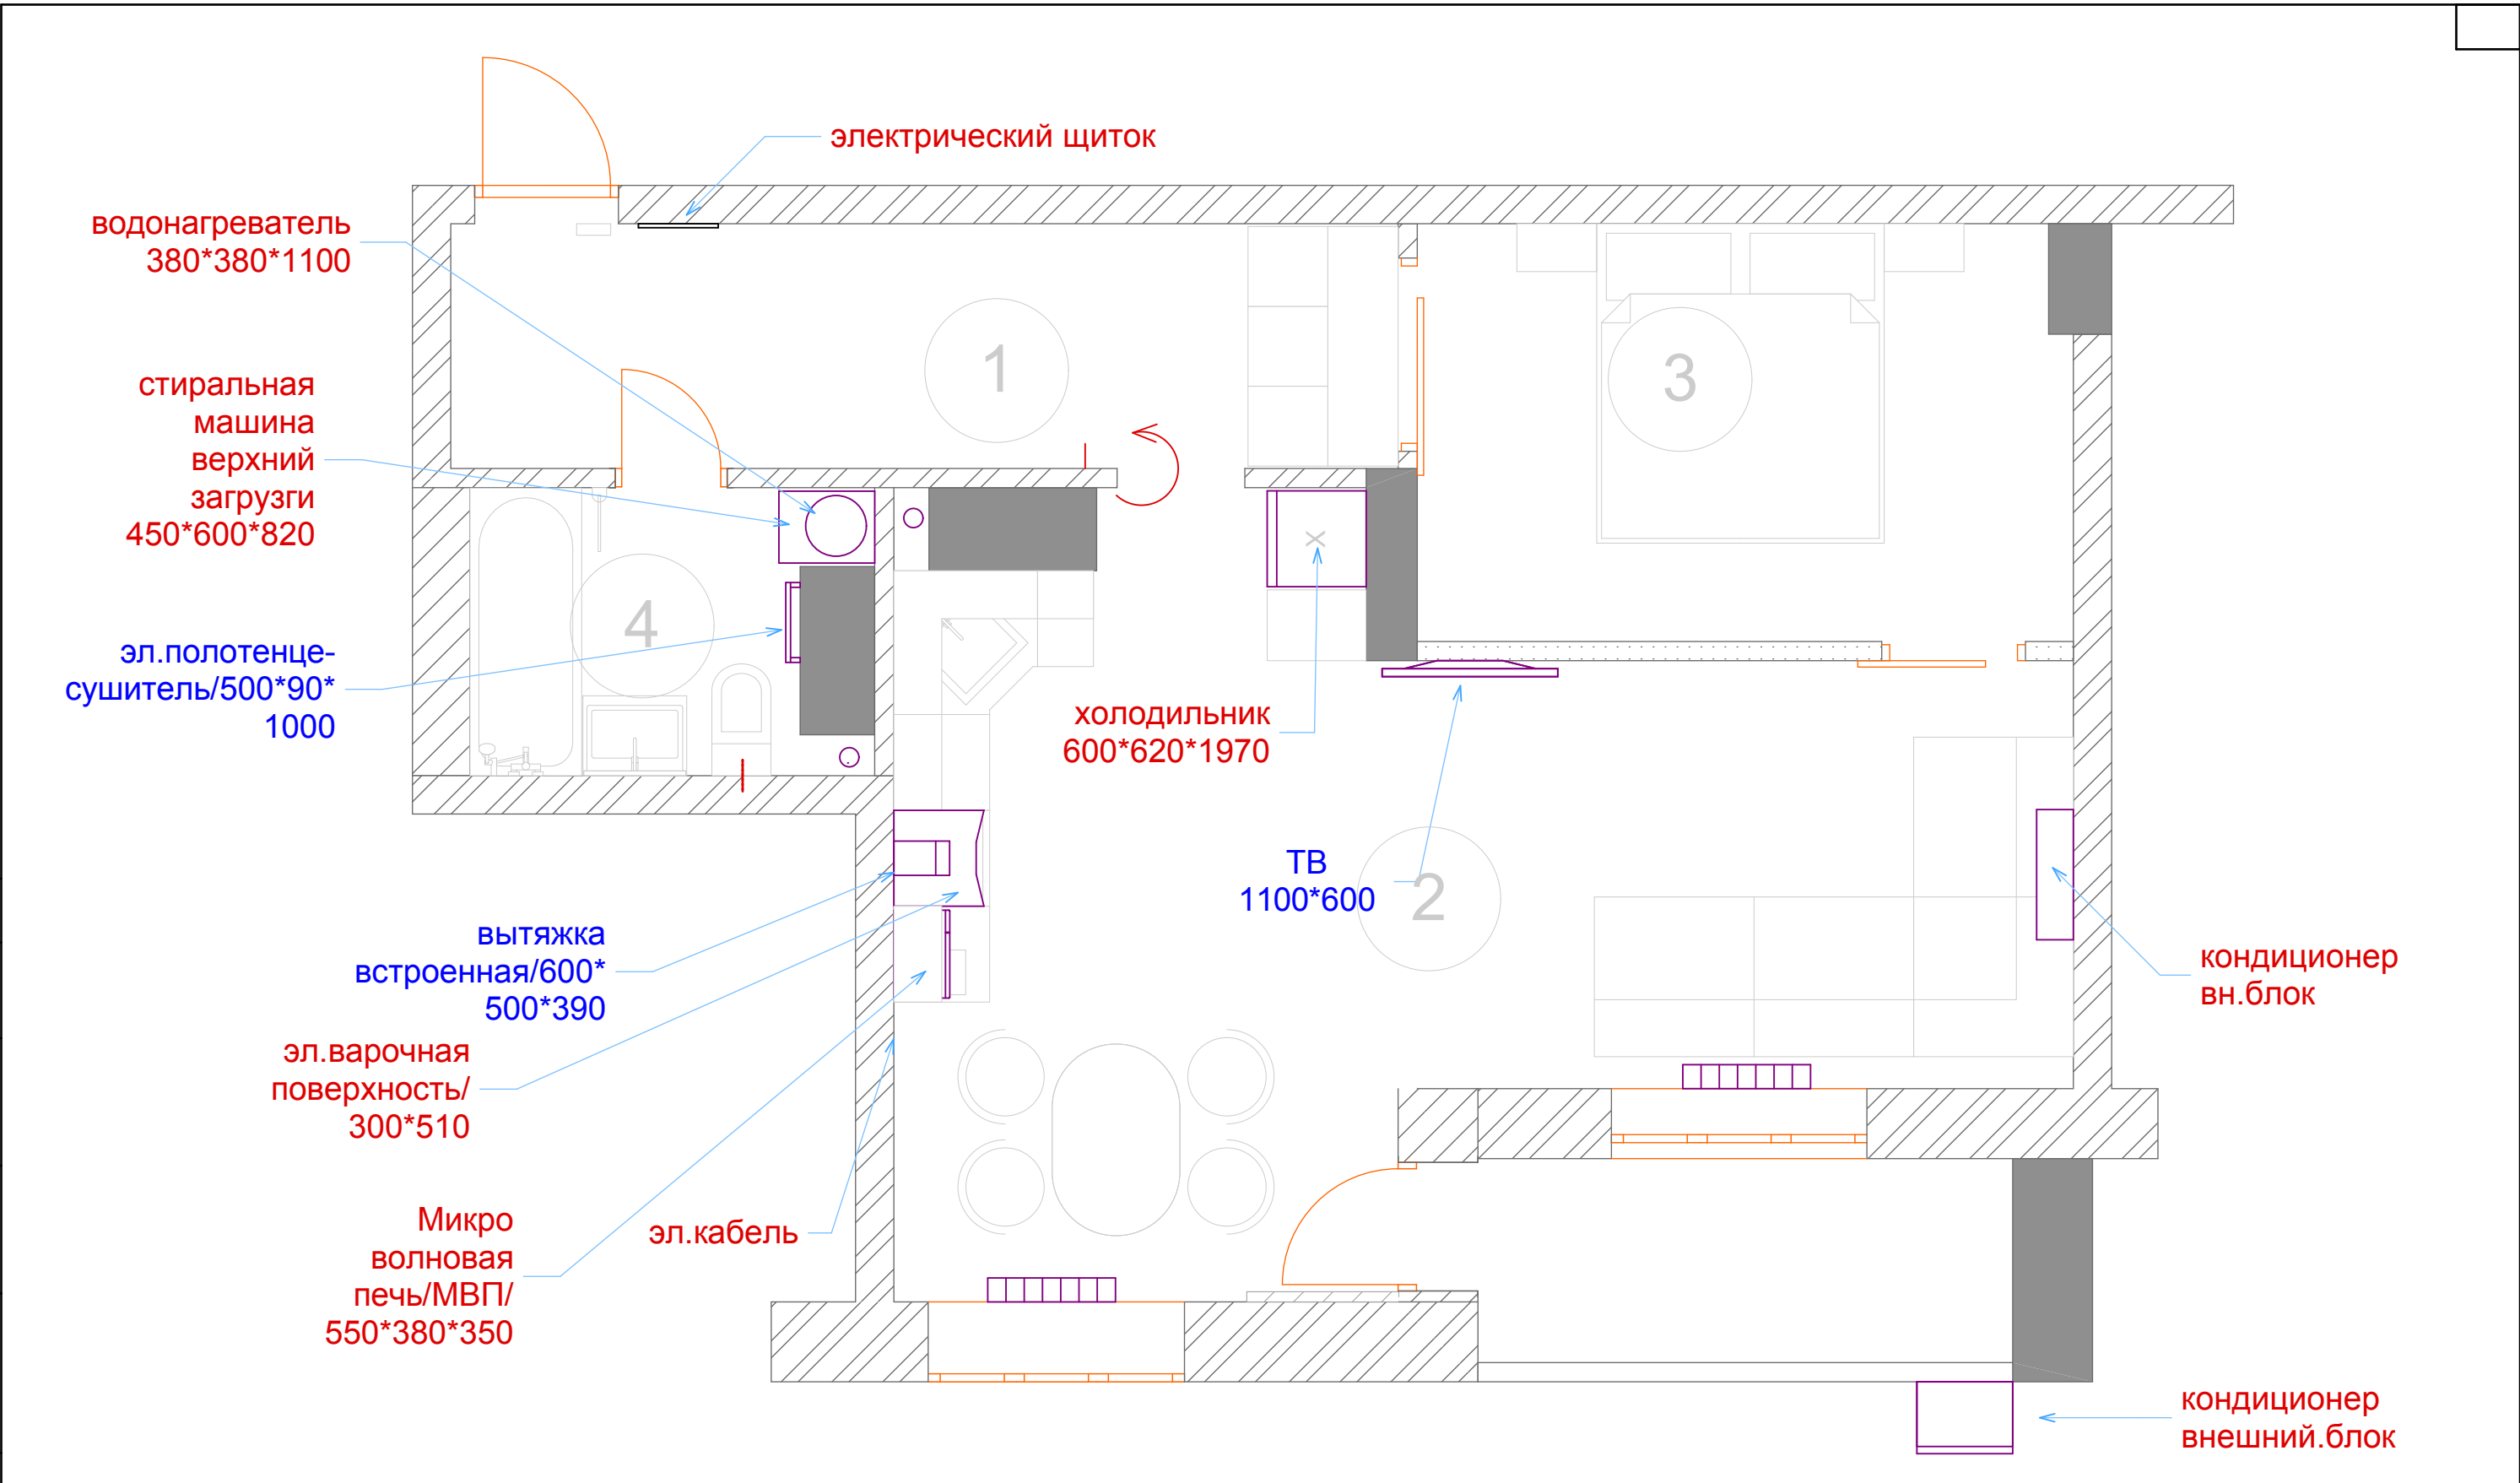 электрический щиток
водонагреватель
380*380*1100
1
3
стиральная
машина
верхний
загрузги
450*600*820
x
4
эл.полотенце-
сушитель/500*90*
1000
холодильник
600*620*1970
ТВ
1100*600
2
вытяжка
встроенная/600*
500*390
кондиционер
вн.блок
эл.варочная
поверхность/
300*510
Микро
волновая
печь/МВП/
550*380*350
эл.кабель
кондиционер
внешний.блок